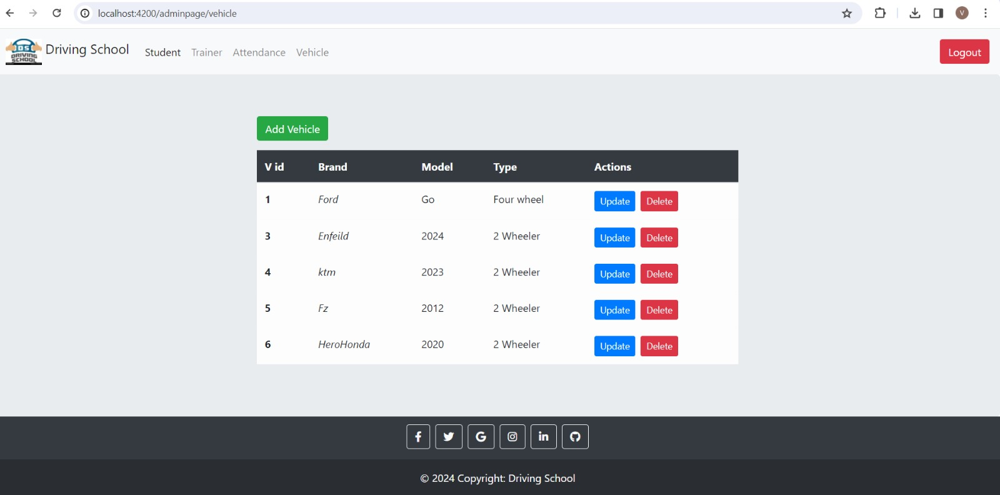 localhost:4200/adminpage/vehicle
V
DS DRIVING SCHOOL
Driving School Student Trainer Attendance Vehicle Logout
Add Vehicle
V id Brand Model Type Actions
1 Ford Go Four wheel Update Delete
3 Enfeild 2024 2 Wheeler Update Delete
4 ktm 2023 2 Wheeler Update Delete
5 Fz 2012 2 Wheeler Update Delete
6 HeroHonda 2020 2 Wheeler Update Delete
© 2024 Copyright: Driving School